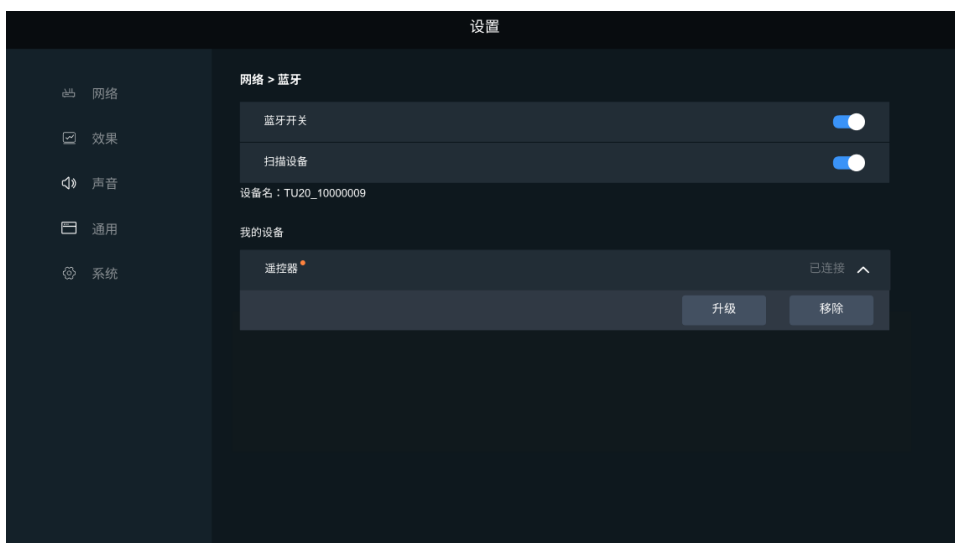 设置
网络
效果
声音
通用
系统
网络 > 蓝牙
蓝牙开关
扫描设备
设备名：TU20_10000009
我的设备
遥控器 已连接
升级 移除